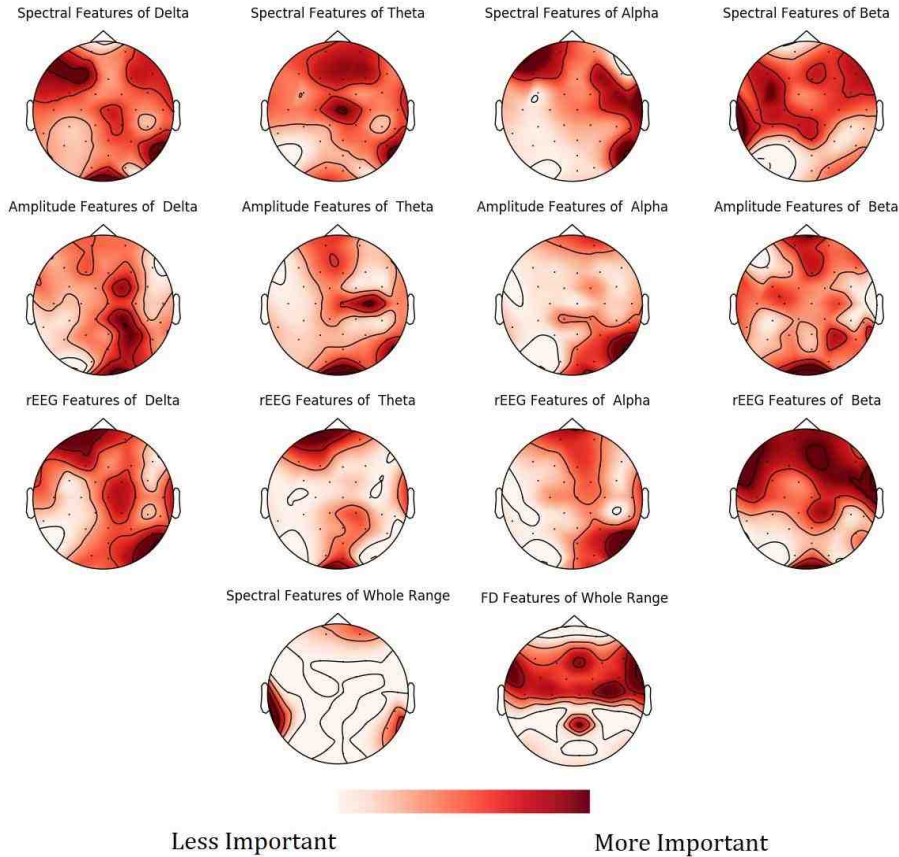 Spectral Features of Delta
Spectral Features of Theta
Spectral Features of Alpha
Spectral Features of Beta
Amplitude Features of Delta
Amplitude Features of Theta
Amplitude Features of Alpha
Amplitude Features of Beta
rEEG Features of Delta
rEEG Features of Theta
rEEG Features of Alpha
rEEG Features of Beta
Spectral Features of Whole Range
FD Features of Whole Range
Less Important
More Important